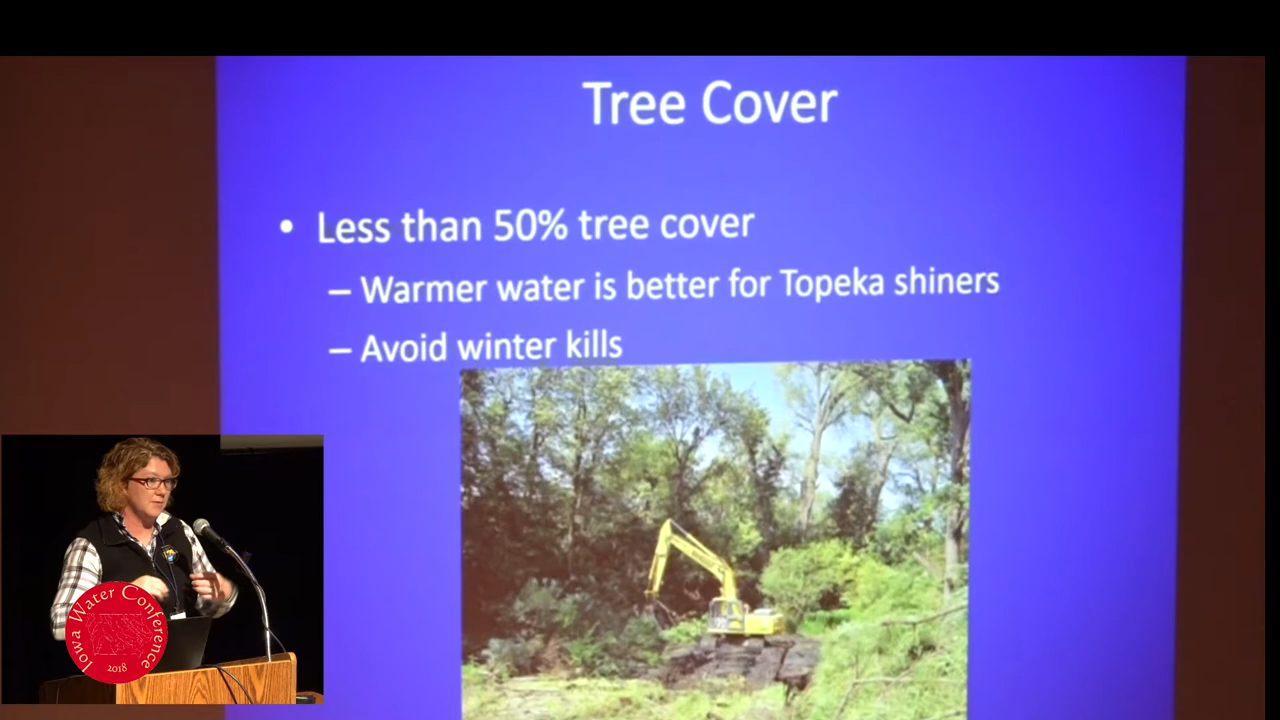 Tree Cover
• Less than 50% tree cover
– Warmer water is better for Topeka shiners
– Avoid winter kills
Iowa Water Conference
2018